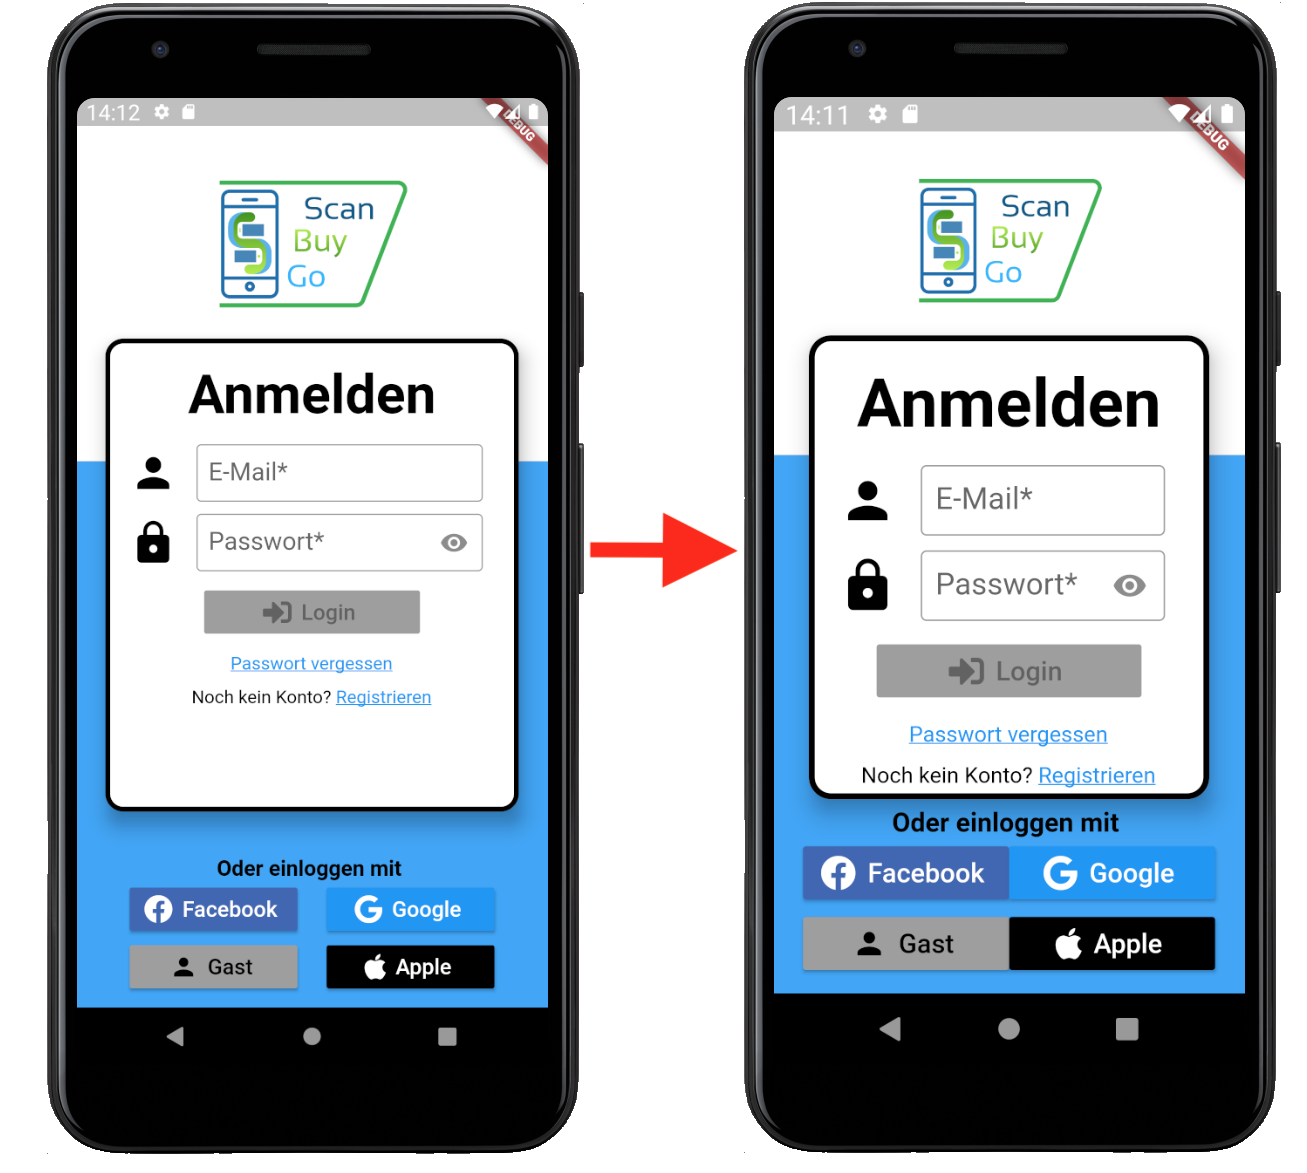 14:12
DEBUG
Scan
Buy
Go
Anmelden
E-Mail*
Passwort*
Login
Passwort vergessen
Noch kein Konto? Registrieren
Oder einloggen mit
Facebook
Google
Gast
Apple
14:11
DEBUG
Scan
Buy
Go
Anmelden
E-Mail*
Passwort*
Login
Passwort vergessen
Noch kein Konto? Registrieren
Oder einloggen mit
Facebook
Google
Gast
Apple